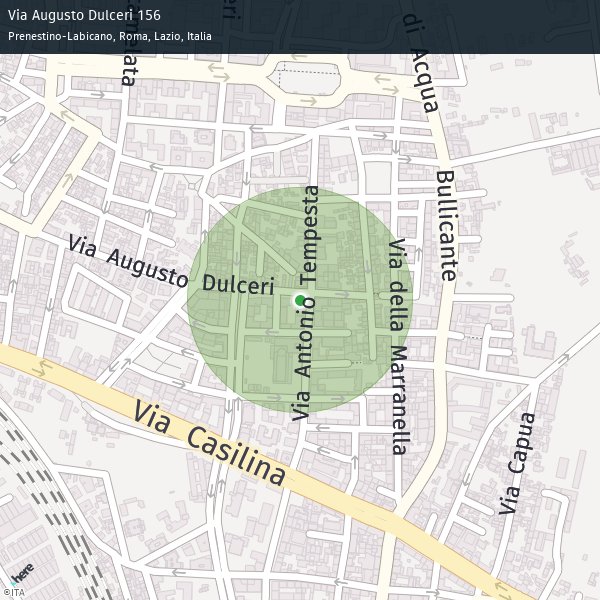 Via Augusto Dulceri 156
Prenestino-Labicano, Roma, Lazio, Italia
di Acqua
Bullicante
Via Augusto Dulceri
Via Antonio Tempesta
Via della Marranella
Via Casilina
Via Capua
here
©ITA